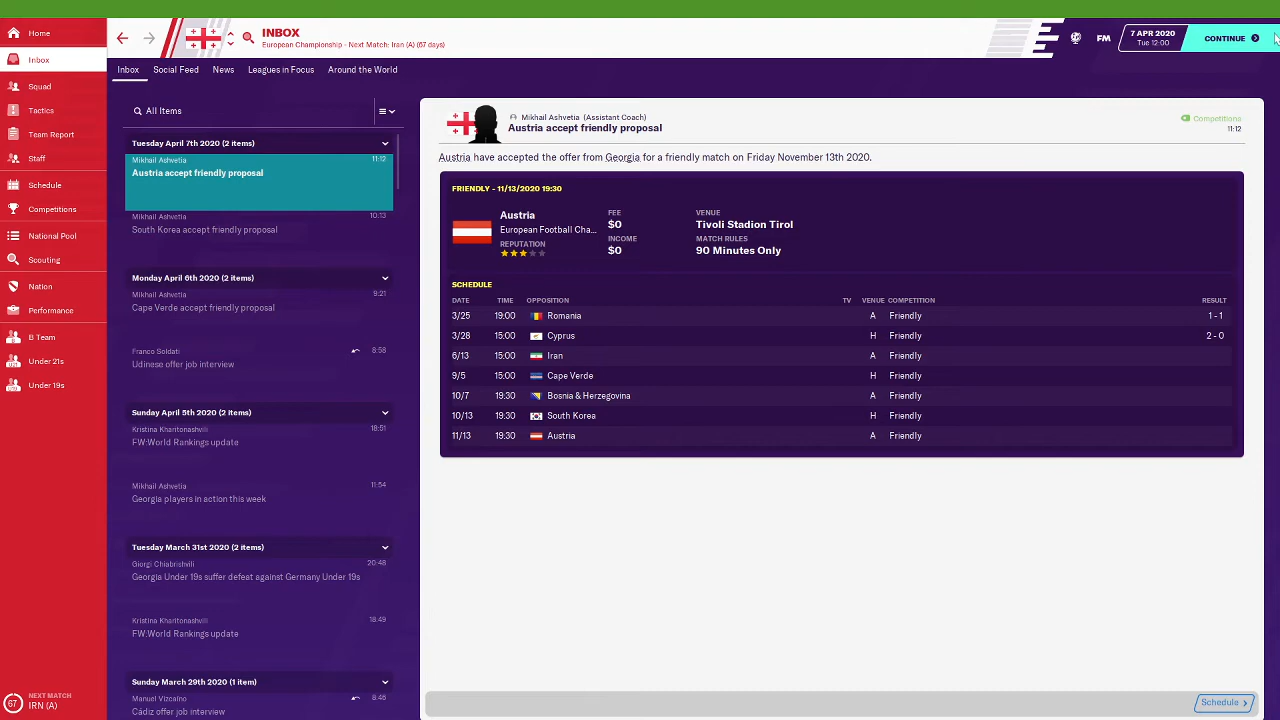 Home
Inbox
Squad
Tactics
Team Report
Staff
Schedule
Competitions
National Pool
Scouting
Nation
Performance
B Team
Under 21s
Under 19s
67
NEXT MATCH
IRN (A)
INBOX
European Championship - Next Match: Iran (A) (67 days)
FM
7 APR 2020
Tue 12:00
CONTINUE
Inbox Social Feed News Leagues in Focus Around the World
All Items
Tuesday April 7th 2020 (2 items)
Mikhail Ashvetia 11:12
Austria accept friendly proposal
Mikhail Ashvetia 10:13
South Korea accept friendly proposal
Monday April 6th 2020 (2 items)
Mikhail Ashvetia 9:21
Cape Verde accept friendly proposal
Franco Soldati 8:58
Udinese offer job interview
Sunday April 5th 2020 (2 items)
Kristina Kharitonashvili 18:51
FW:World Rankings update
Mikhail Ashvetia 11:54
Georgia players in action this week
Tuesday March 31st 2020 (2 items)
Giorgi Chiabrishvili 20:48
Georgia Under 19s suffer defeat against Germany Under 19s
Kristina Kharitonashvili 18:49
FW:World Rankings update
Sunday March 29th 2020 (1 item)
Manuel Vizcaíno 8:46
Cádiz offer job interview
Mikhail Ashvetia (Assistant Coach)
Austria accept friendly proposal
Competitions
11:12
Austria have accepted the offer from Georgia for a friendly match on Friday November 13th 2020.
FRIENDLY - 11/13/2020 19:30
Austria
European Football Cha...
REPUTATION
FEE
$0
INCOME
$0
VENUE
Tivoli Stadion Tirol
MATCH RULES
90 Minutes Only
SCHEDULE
DATE TIME OPPOSITION TV VENUE COMPETITION RESULT
3/25 19:00 Romania A Friendly 1 - 1
3/28 15:00 Cyprus H Friendly 2 - 0
6/13 15:00 Iran A Friendly
9/5 15:00 Cape Verde H Friendly
10/7 19:30 Bosnia & Herzegovina A Friendly
10/13 19:30 South Korea H Friendly
11/13 19:30 Austria A Friendly
Schedule